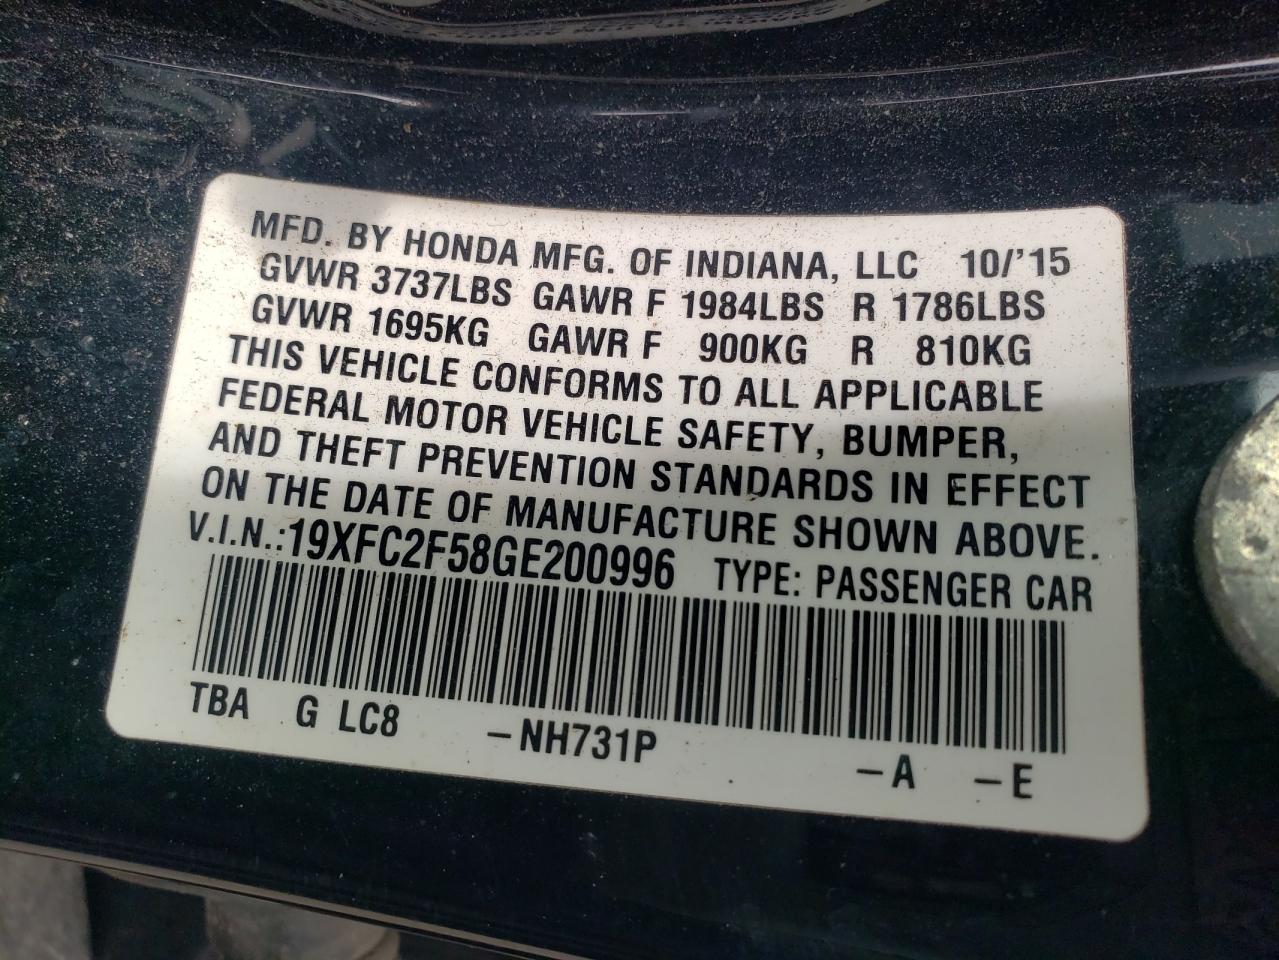 MFD. BY HONDA MFG. OF INDIANA, LLC 10/'15
GVWR 3737LBS GAWR F 1984LBS R 1786LBS
GVWR 1695KG GAWR F 900KG R 810KG
THIS VEHICLE CONFORMS TO ALL APPLICABLE
FEDERAL MOTOR VEHICLE SAFETY, BUMPER,
AND THEFT PREVENTION STANDARDS IN EFFECT
ON THE DATE OF MANUFACTURE SHOWN ABOVE.
V.I.N.:19XFC2F58GE200996 TYPE: PASSENGER CAR
TBA G LC8 –NH731P –A –E